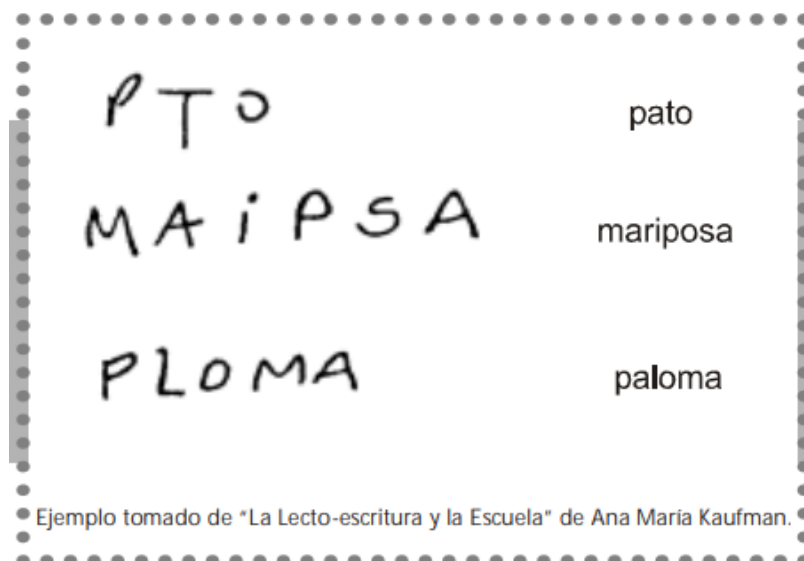 PTO pato
MAiPSA mariposa
PLOMA paloma
Ejemplo tomado de "La Lecto-escritura y la Escuela" de Ana María Kaufman.